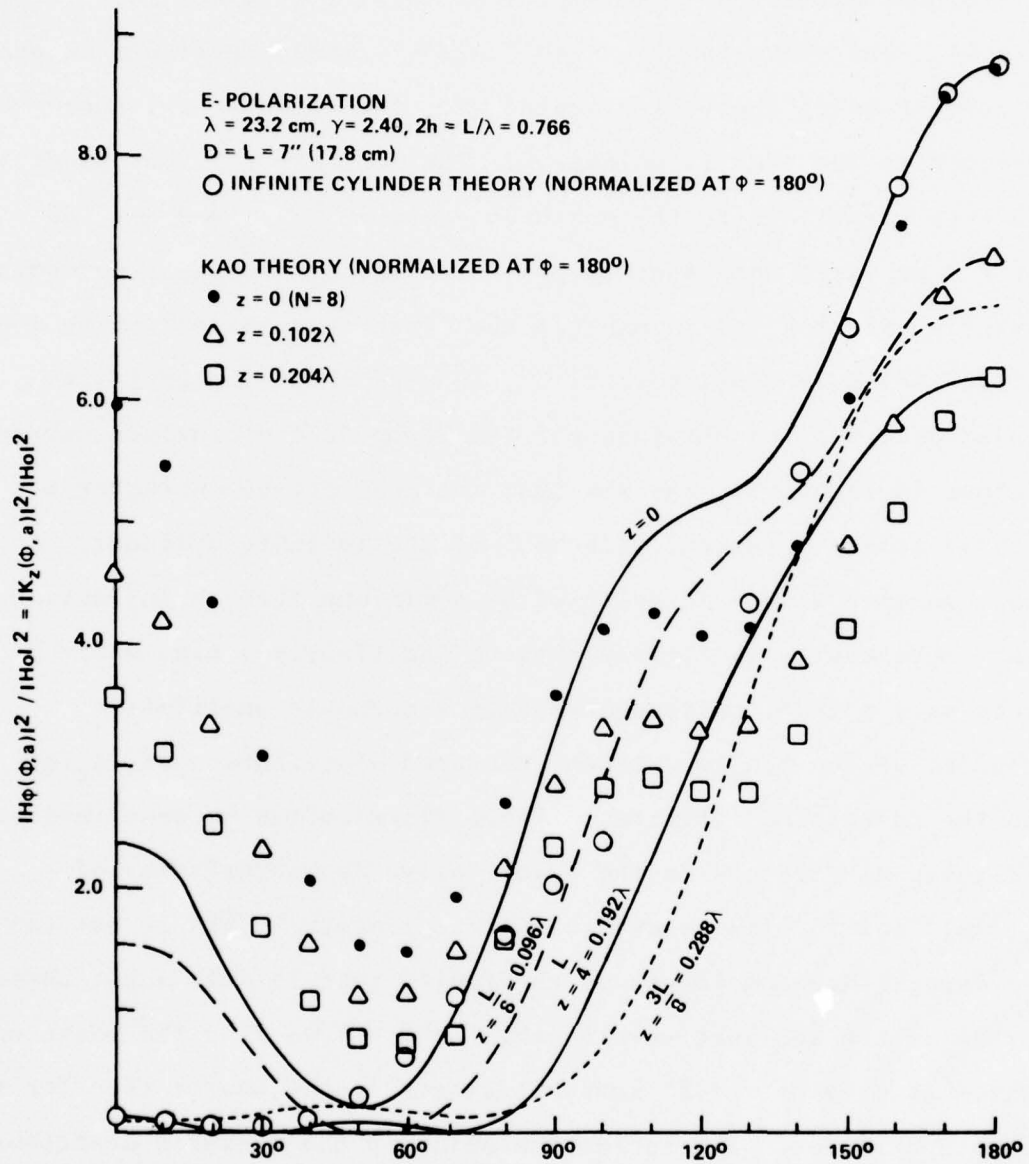 E- POLARIZATION
λ = 23.2 cm, γ = 2.40, 2h = L/λ = 0.766
D = L = 7″ (17.8 cm)
○ INFINITE CYLINDER THEORY (NORMALIZED AT Φ = 180°)
KAO THEORY (NORMALIZED AT Φ = 180°)
● z = 0 (N=8)
△ z = 0.102λ
□ z = 0.204λ
8.0
6.0
4.0
2.0
|Hφ(Φ,a)|² / |Ho|² = |K_z(Φ, a)|²/|Ho|²
z = 0
z = L/8 = 0.096λ
z = L/4 = 0.192λ
z = 3L/8 = 0.288λ
30° 60° 90° 120° 150° 180°